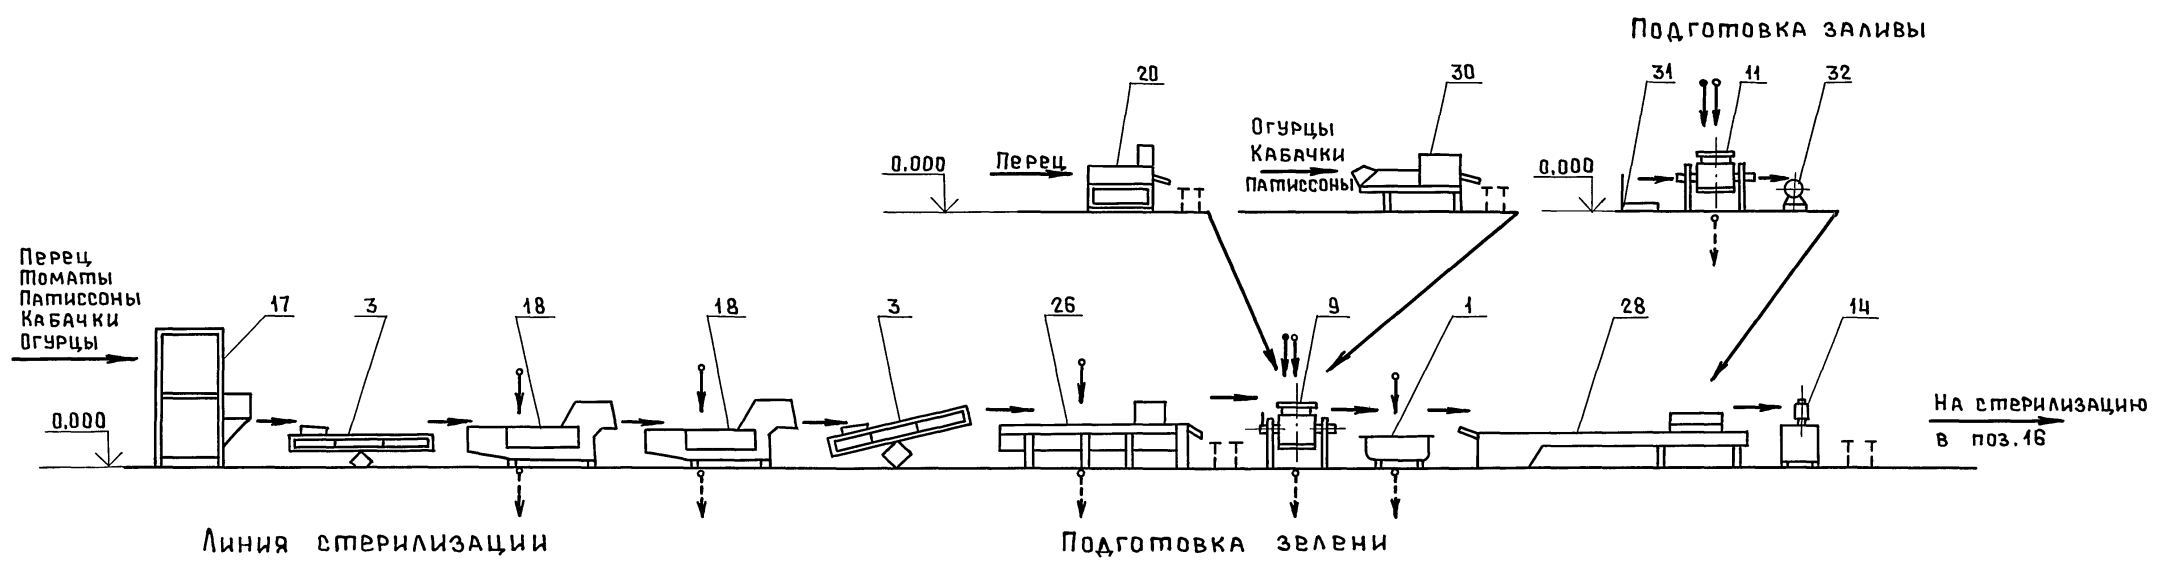 Подготовка заливы
20
30
31
11
32
0,000
Перец
Огурцы
Кабачки
Патиссоны
0,000
Перец
Томаты
Патиссоны
Кабачки
Огурцы
17
3
18
18
3
26
9
1
28
14
0,000
На стерилизацию
в поз.16
Линия стерилизации
Подготовка зелени